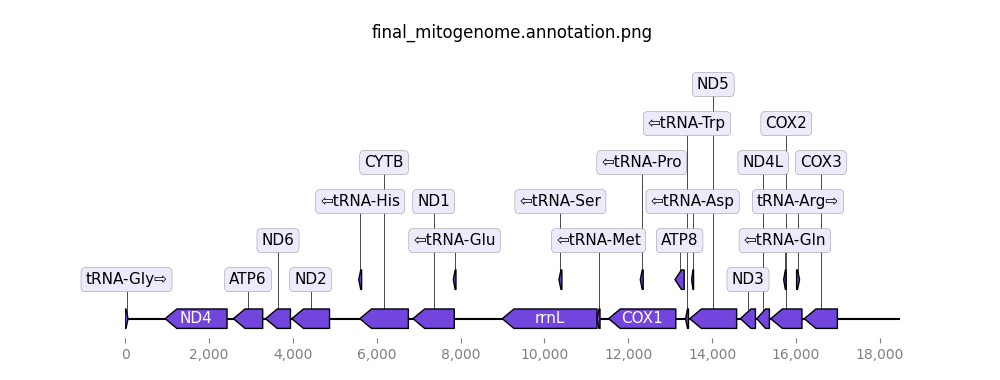 final_mitogenome.annotation.png
ND5
⇦tRNA-Trp
COX2
CYTB
⇦tRNA-Pro
ND4L
COX3
⇦tRNA-His
ND1
⇦tRNA-Ser
⇦tRNA-Asp
tRNA-Arg⇨
ND6
⇦tRNA-Glu
⇦tRNA-Met
ATP8
⇦tRNA-Gln
tRNA-Gly⇨
ATP6
ND2
ND3
ND4
rrnL
COX1
0
2,000
4,000
6,000
8,000
10,000
12,000
14,000
16,000
18,000